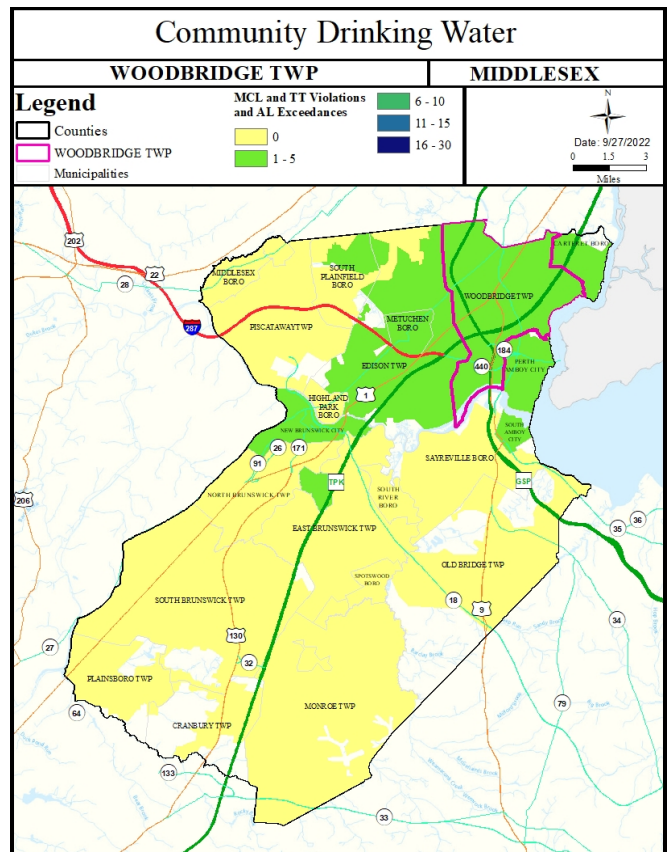 Community Drinking Water
WOODBRIDGE TWP
MIDDLESEX
Legend
Counties
WOODBRIDGE TWP
Municipalities
MCL and TT Violations
and AL Exceedances
0
1 - 5
6 - 10
11 - 15
16 - 30
N
Date: 9/27/2022
0 1.5 3
Miles
202
22
28
287
MIDDLESEX
BORO
SOUTH
PLAINFIELD
BORO
CARTERET BORO
WOODBRIDGE TWP
PISCATAWAY TWP
METUCHEN
BORO
EDISON TWP
184
440
PERTH
AMBOY CITY
1
HIGHLAND
PARK
BORO
NEW BRUNSWICK CITY
SOUTH
AMBOY
CITY
26
171
91
SAYREVILLE BORO
TPK
GSP
206
NORTH BRUNSWICK TWP
SOUTH
RIVER
BORO
EAST BRUNSWICK TWP
36
35
OLD BRIDGE TWP
SPOTSWOOD
BORO
18
9
34
SOUTH BRUNSWICK TWP
130
27
32
PLAINSBORO TWP
64
CRANBURY TWP
MONROE TWP
79
133
33